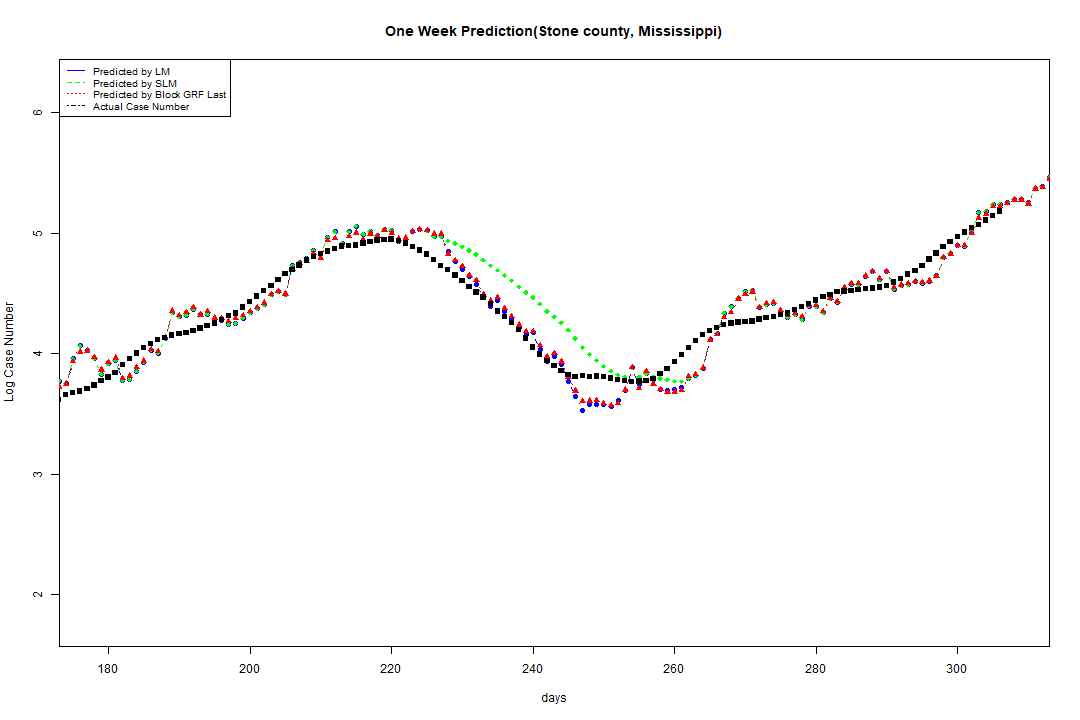 One Week Prediction(Stone county, Mississippi)
Predicted by LM
Predicted by SLM
Predicted by Block GRF Last
Actual Case Number
6
5
4
3
2
Log Case Number
180 200 220 240 260 280 300
days